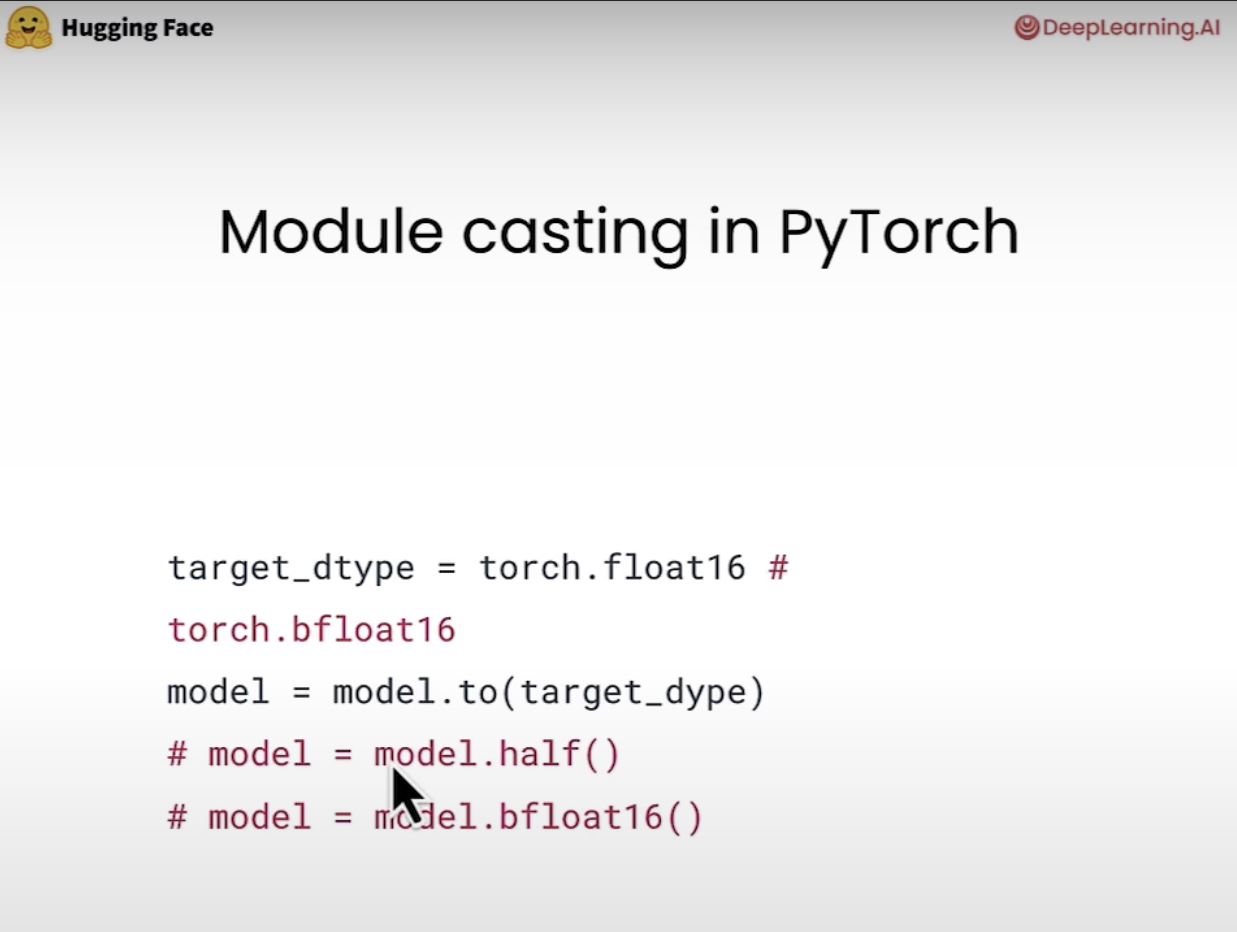 Hugging Face
DeepLearning.AI
Module casting in PyTorch
target_dtype = torch.float16 #
torch.bfloat16
model = model.to(target_dype)
# model = model.half()
# model = model.bfloat16()